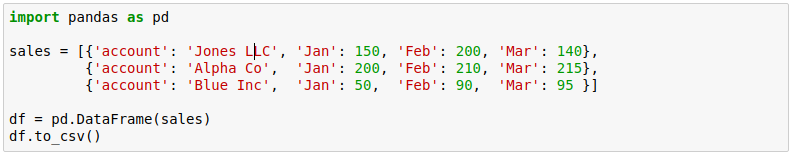 import pandas as pd
sales = [{'account': 'Jones LLC', 'Jan': 150, 'Feb': 200, 'Mar': 140},
{'account': 'Alpha Co',  'Jan': 200, 'Feb': 210, 'Mar': 215},
{'account': 'Blue Inc',  'Jan': 50,  'Feb': 90,  'Mar': 95 }]
df = pd.DataFrame(sales)
df.to_csv()